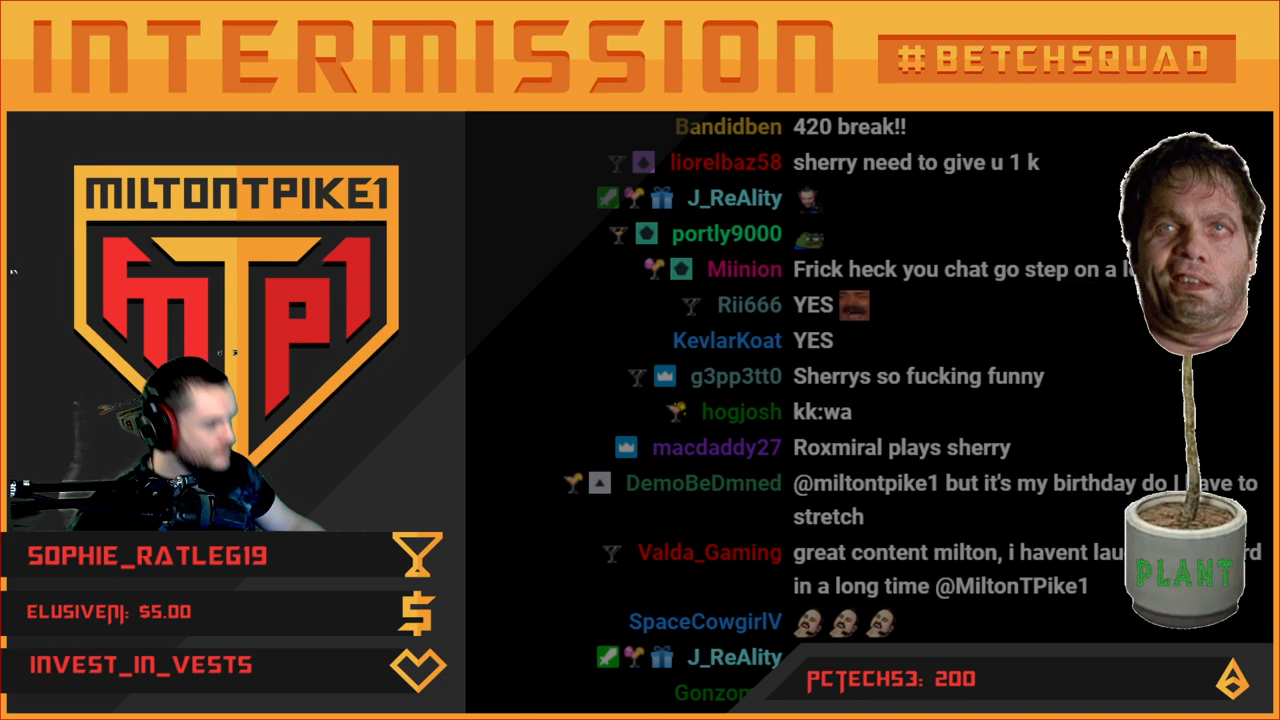 INTERMISSION
#BETCHSQUAD
MILTONTPIKE1
MTP1
Bandidben 420 break!!
liorelbaz58 sherry need to give u 1 k
J_ReAlity
portly9000
Miinion Frick heck you chat go step on a
Rii666 YES
KevlarKoat YES
g3pp3tt0 Sherrys so fucking funny
hogjosh kk:wa
macdaddy27 Roxmiral plays sherry
DemoBeDmned @miltontpike1 but it's my birthday do I have to
stretch
Valda_Gaming great content milton, i havent
in a long time @MiltonTPike1
SpaceCowgirlV
J_ReAlity
PLANT
SOPHIE_RATLEG19
ELUSIVENJ: $5.00
INVEST_IN_VESTS
PCTECH53: 200